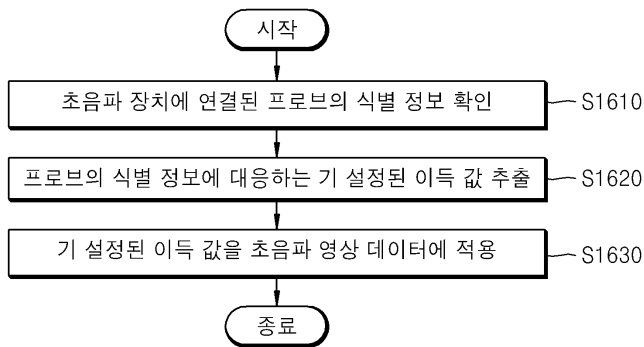 시작
초음파 장치에 연결된 프로브의 식별 정보 확인
S1610
프로브의 식별 정보에 대응하는 기 설정된 이득 값 추출
S1620
기 설정된 이득 값을 초음파 영상 데이터에 적용
S1630
종료